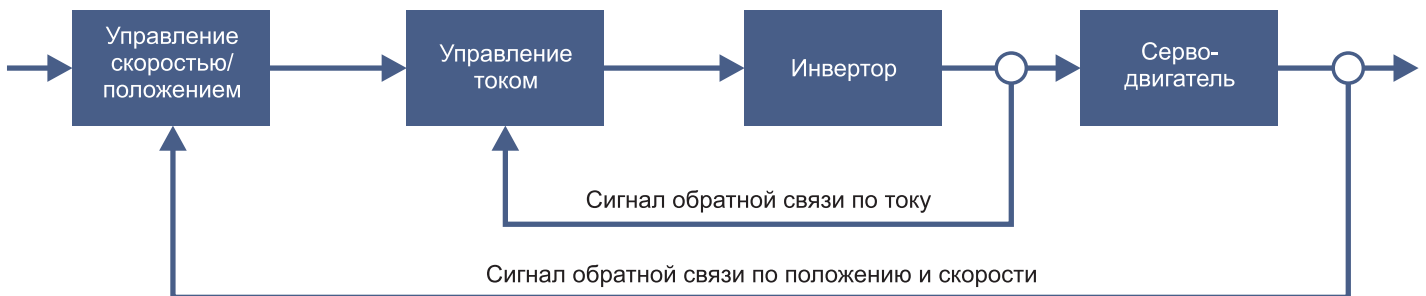 Управление
скоростью/
положением
Управление
током
Инвертор
Серво-
двигатель
Сигнал обратной связи по току
Сигнал обратной связи по положению и скорости